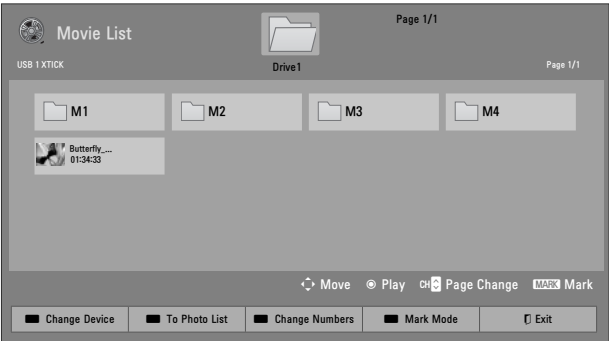 Page 1/1
Movie List
USB 1 XTICK
Drive1
Page 1/1
M1
M2
M3
M4
Butterfly_...
01:34:33
Move
Play
CH
Page Change
MARK
Mark
Change Device
To Photo List
Change Numbers
Mark Mode
Exit